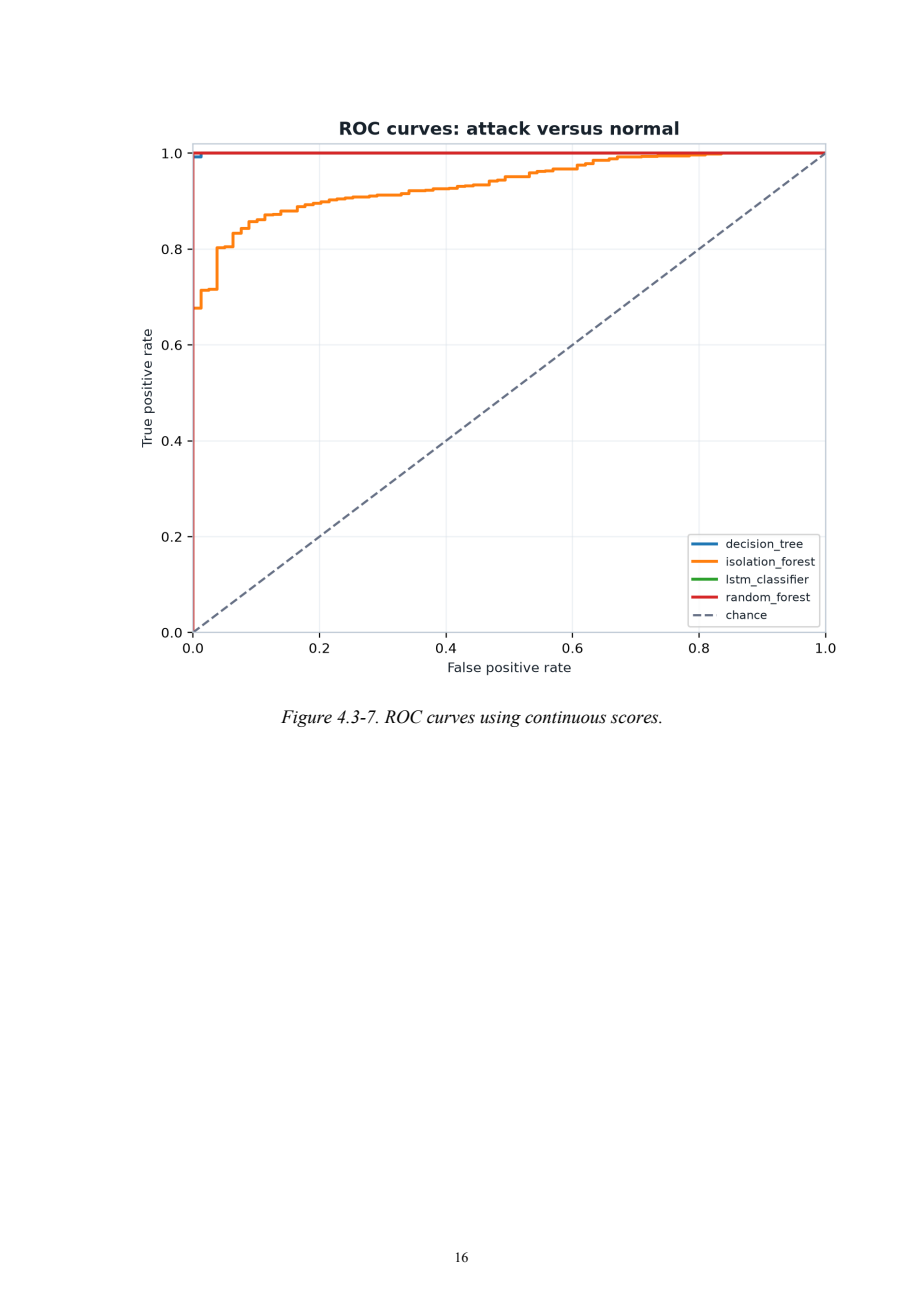 ROC curves: attack versus normal
1.0
0.8
0.6
0.4
0.2
0.0
True positive rate
decision_tree
isolation_forest
lstm_classifier
random_forest
chance
0.0 0.2 0.4 0.6 0.8 1.0
False positive rate
Figure 4.3-7. ROC curves using continuous scores.
16